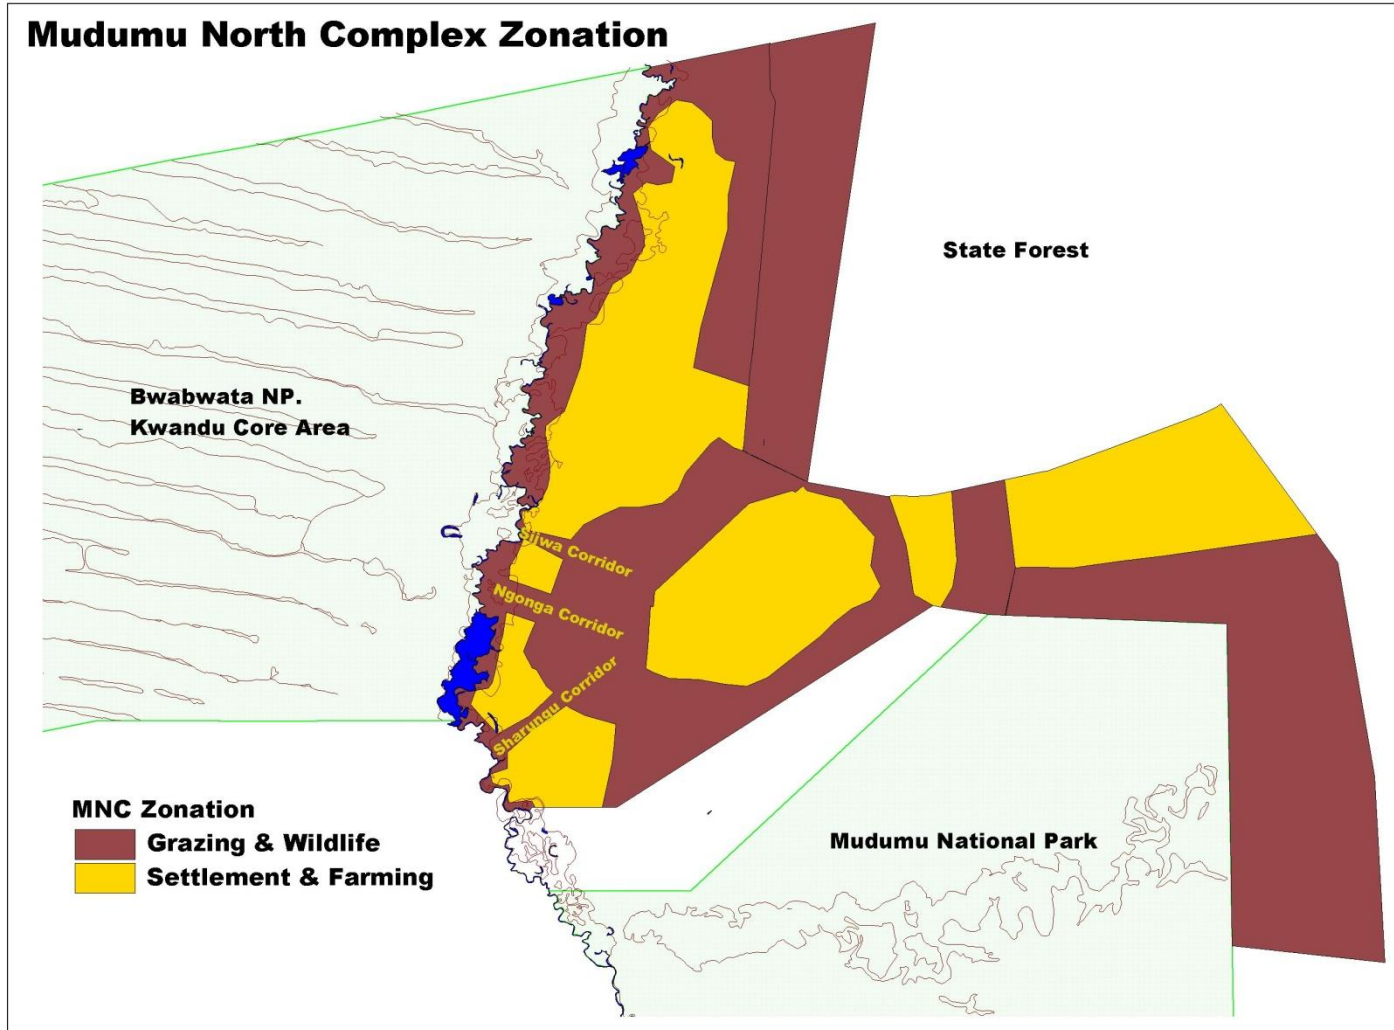 Mudumu North Complex Zonation
State Forest
Bwabwata NP.
Kwandu Core Area
Sijwa Corridor
Ngonga Corridor
Sharungu Corridor
MNC Zonation
Grazing & Wildlife
Settlement & Farming
Mudumu National Park